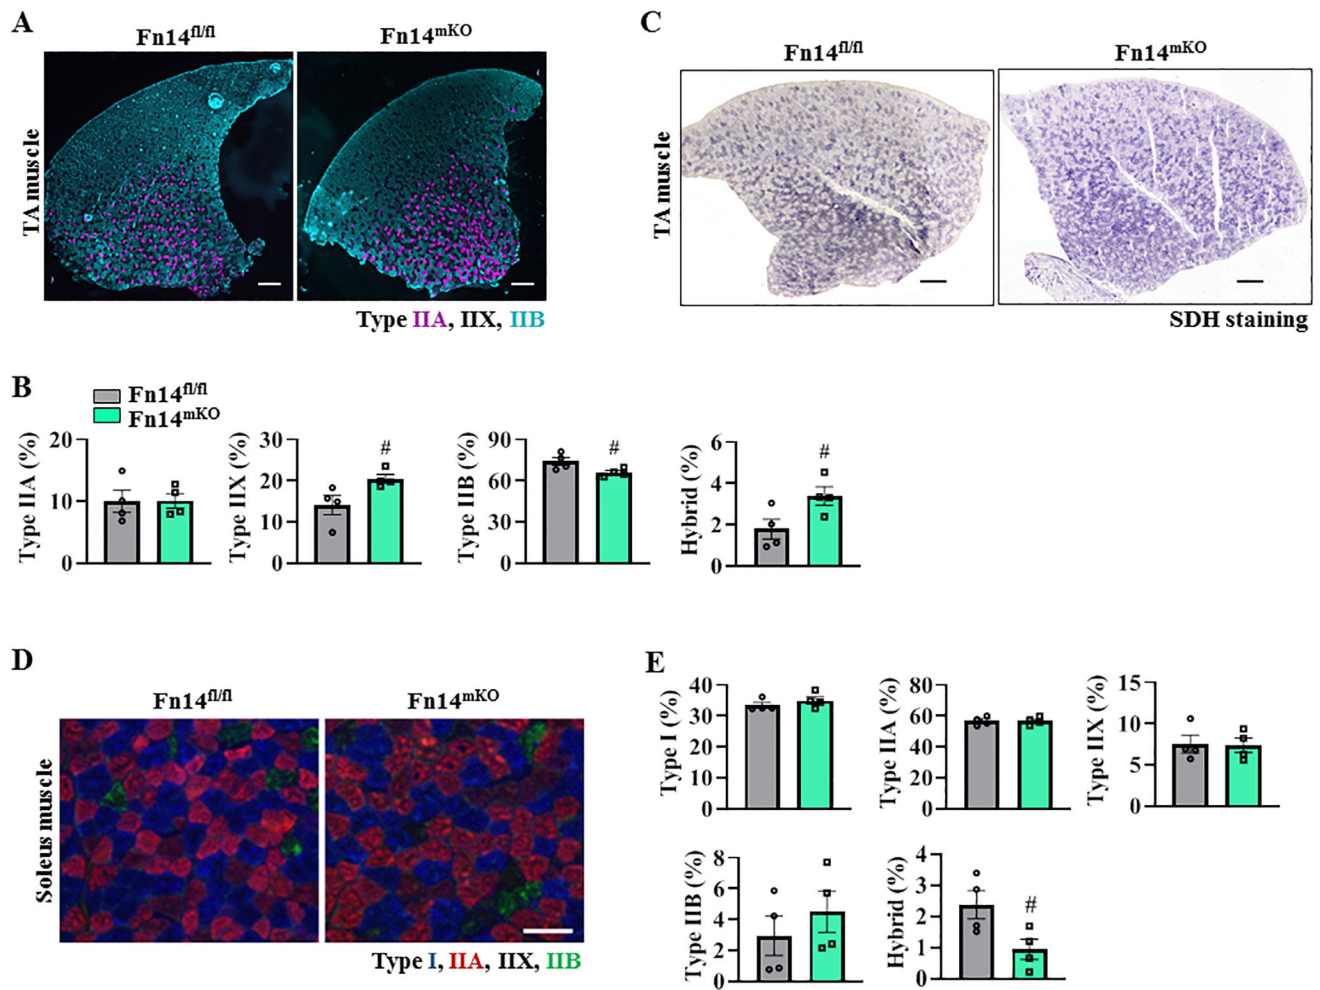 A
Fn14fl/fl
Fn14mKO
TA muscle
Type IIA, IIX, IIB
C
Fn14fl/fl
Fn14mKO
TA muscle
SDH staining
B
Fn14fl/fl
Fn14mKO
Type IIA (%)
20
10
0
Type IIX (%)
30
20
10
0
#
Type IIB (%)
90
60
30
0
#
Hybrid (%)
6
4
2
0
#
D
Fn14fl/fl
Fn14mKO
Soleus muscle
Type I, IIA, IIX, IIB
E
Type I (%)
40
30
20
10
0
Type IIA (%)
80
60
40
20
0
Type IIX (%)
15
10
5
0
Type IIB (%)
8
6
4
2
0
Hybrid (%)
4
3
2
1
0
#